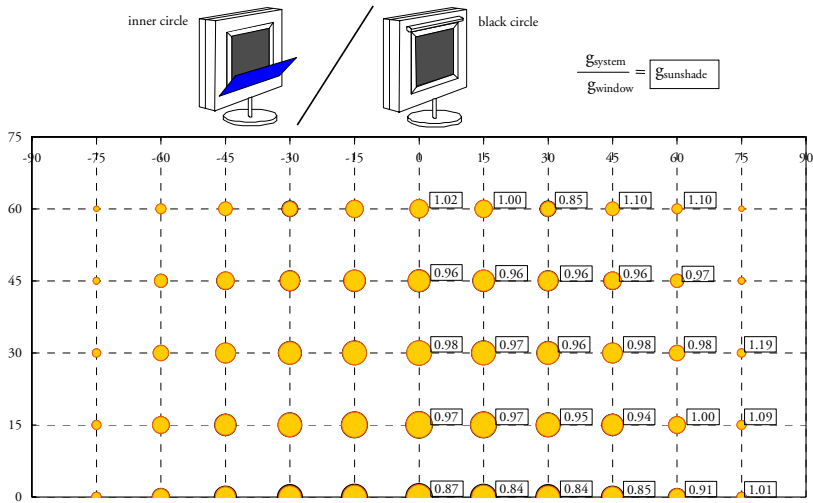 inner circle
black circle
gsystem
gwindow
=
gsunshade
75
-90 -75 -60 -45 -30 -15 0 15 30 45 60 75 90
60 1.02 1.00 0.85 1.10 1.10
45 0.96 0.96 0.96 0.96 0.97
30 0.98 0.97 0.96 0.98 0.98 1.19
15 0.97 0.97 0.95 0.94 1.00 1.09
0 0.87 0.84 0.84 0.85 0.91 1.01